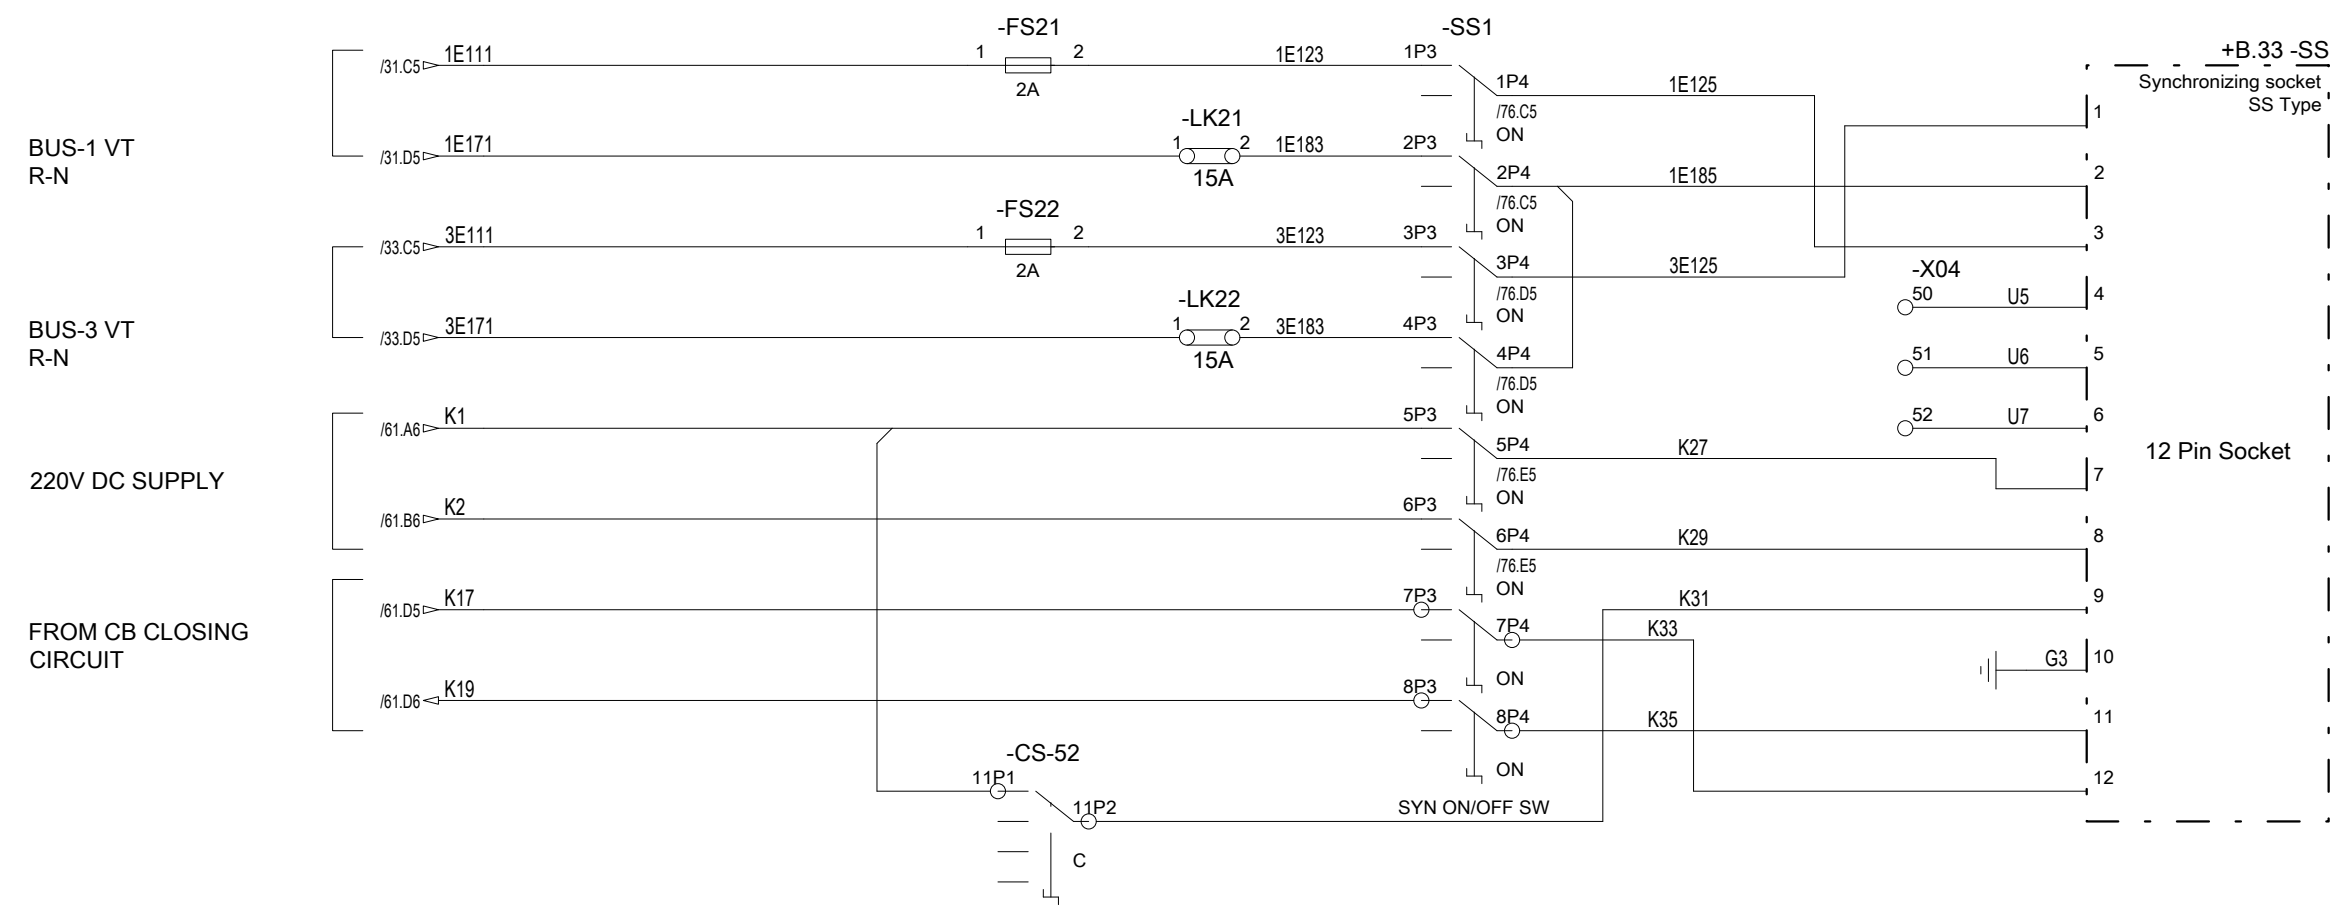 -FS21
-SS1
+B.33 -SS
/31.C5
1E111
1
2
1E123
1P3
2A
1P4
1E125
Synchronizing socket
SS Type
/76.C5
ON
1
BUS-1 VT
R-N
/31.D5
1E171
-LK21
1
2
1E183
2P3
15A
2P4
1E185
2
/76.C5
ON
-FS22
/33.C5
3E111
1
2
3E123
3P3
3
2A
3P4
3E125
/76.D5
ON
-X04
50
U5
4
BUS-3 VT
R-N
/33.D5
3E171
-LK22
1
2
3E183
4P3
15A
4P4
/76.D5
ON
51
U6
5
/61.A6
K1
5P3
52
U7
6
5P4
K27
12 Pin Socket
/76.E5
ON
7
220V DC SUPPLY
/61.B6
K2
6P3
6P4
K29
8
/76.E5
ON
/61.D5
K17
7P3
K31
9
FROM CB CLOSING
CIRCUIT
7P4
K33
ON
G3
10
/61.D6
K19
8P3
8P4
K35
11
ON
-CS-52
11P1
12
11P2
SYN ON/OFF SW
C